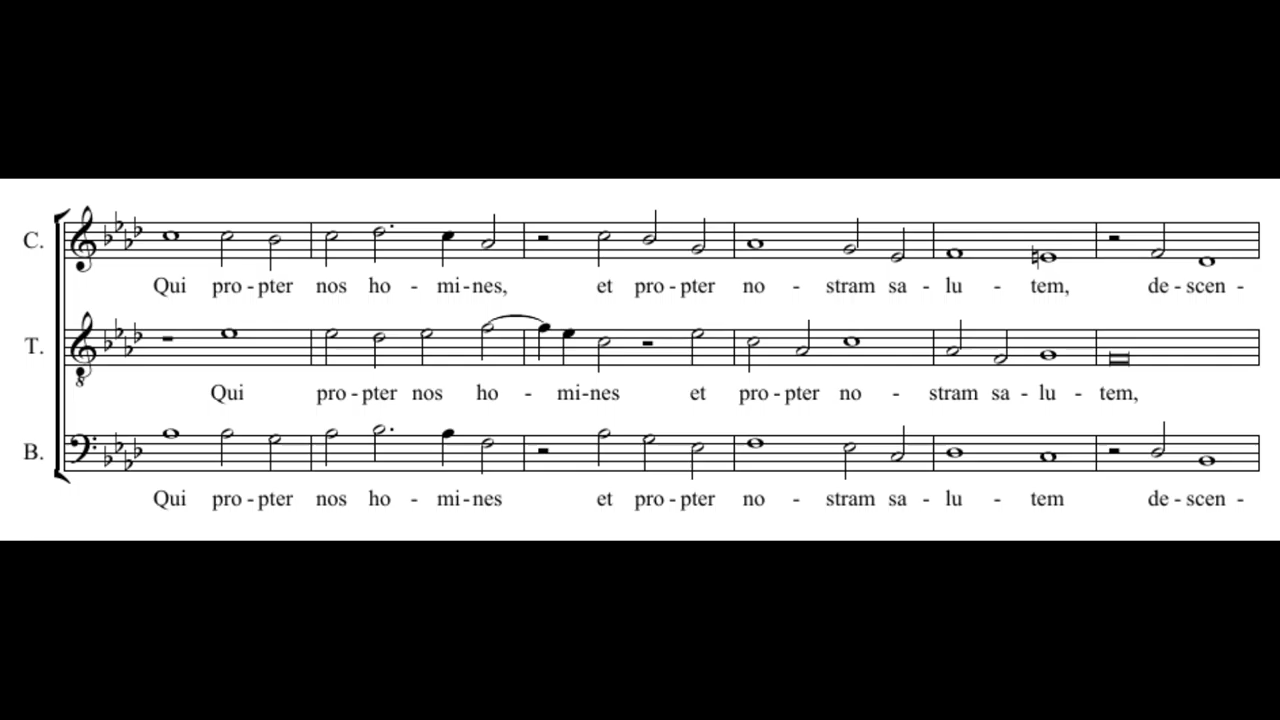 C.
Qui pro - pter nos ho - mi - nes, et pro - pter no - stram sa - lu - tem, de - scen -
T.
8
Qui pro - pter nos ho - mi - nes et pro - pter no - stram sa - lu - tem,
B.
Qui pro - pter nos ho - mi - nes et pro - pter no - stram sa - lu - tem de - scen -